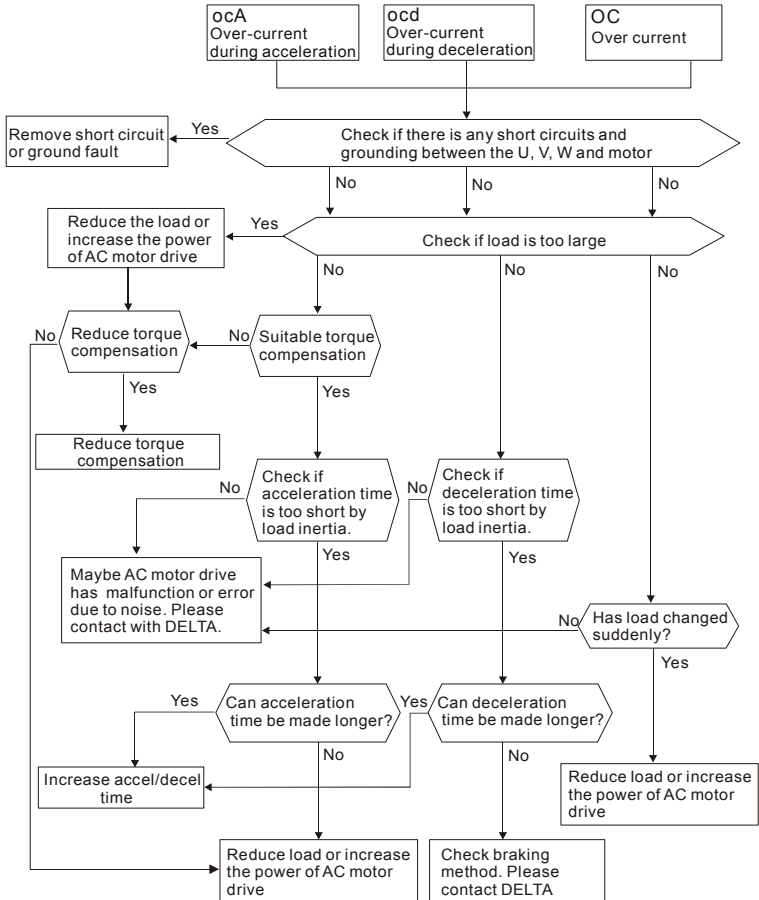 ocA
Over-current
during acceleration
ocd
Over-current
during deceleration
OC
Over current
Remove short circuit
or ground fault
Yes
Check if there is any short circuits and
grounding between the U, V, W and motor
No
No
No
Reduce the load or
increase the power
of AC motor drive
Yes
Check if load is too large
No
No
No
No
Reduce torque
compensation
No
Suitable torque
compensation
Yes
Yes
Reduce torque
compensation
No
Check if
acceleration time
is too short by
load inertia.
No
Check if
deceleration time
is too short by
load inertia.
Yes
Yes
Maybe AC motor drive
has malfunction or error
due to noise. Please
contact with DELTA.
No
Has load changed
suddenly?
Yes
Yes
Can acceleration
time be made longer?
Yes
Can deceleration
time be made longer?
No
No
Increase accel/decel
time
Reduce load or increase
the power of AC motor
drive
Reduce load or increase
the power of AC motor
drive
Check braking
method. Please
contact DELTA